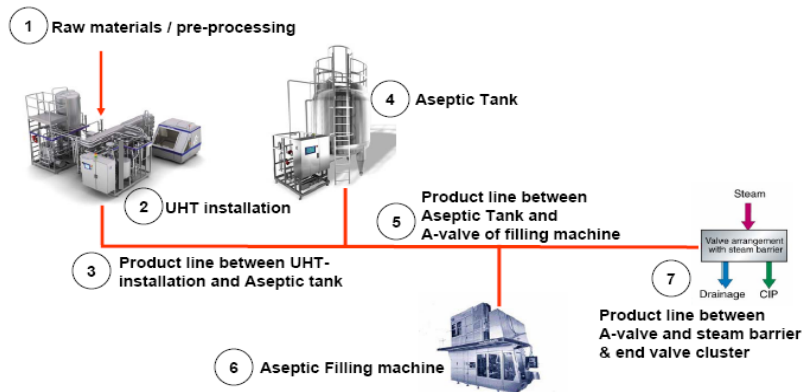 1 Raw materials / pre-processing
4 Aseptic Tank
2 UHT installation
5 Product line between
Aseptic Tank and
A-valve of filling machine
3 Product line between UHT-
installation and Aseptic tank
Steam
Valve arrangement
with steam barrier
7
Drainage CIP
Product line between
A-valve and steam barrier
& end valve cluster
6 Aseptic Filling machine